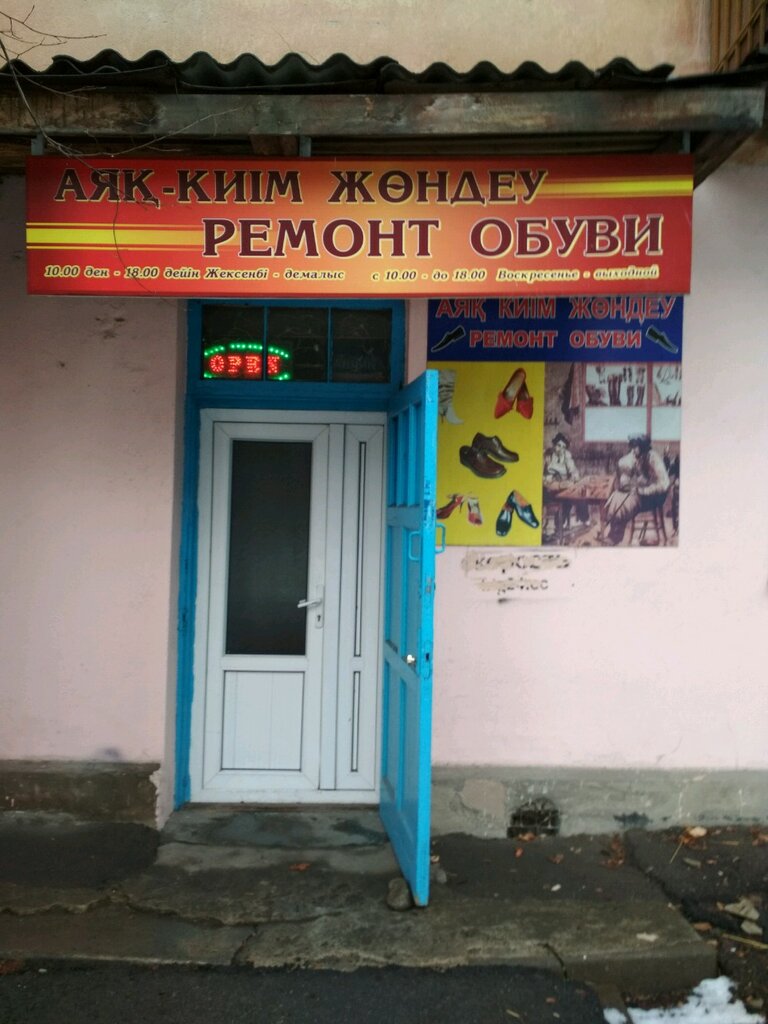 АЯҚ-КИІМ ЖӨНДЕУ
РЕМОНТ ОБУВИ
10.00 ден - 18.00 дейін Жексенбі - демалыс с 10.00 - до 18.00 Воскресенье - выходной
OPEN
АЯҚ КИІМ ЖӨНДЕУ
РЕМОНТ ОБУВИ